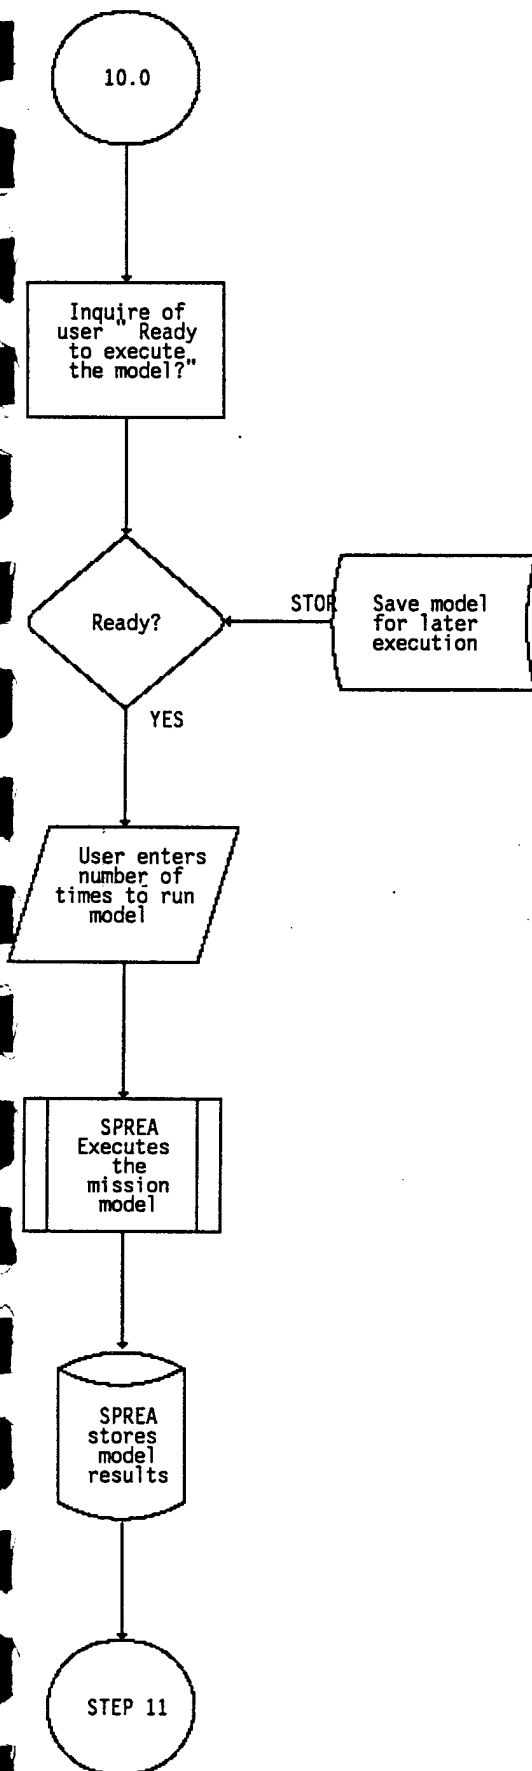 10.0
Inquire of
user " Ready
to execute
the model?"
Ready?
STOR
Save model
for later
execution
YES
User enters
number of
times to run
model
SPREA
Executes
the
mission
model
SPREA
stores
model
results
STEP 11